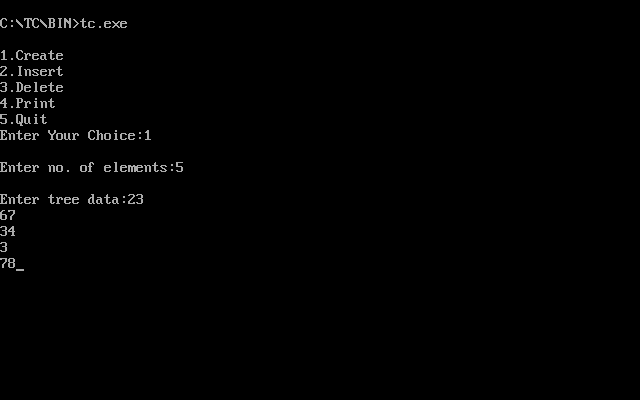 C:\TC\BIN>tc.exe
1.Create
2.Insert
3.Delete
4.Print
5.Quit
Enter Your Choice:1
Enter no. of elements:5
Enter tree data:23
67
34
3
78_